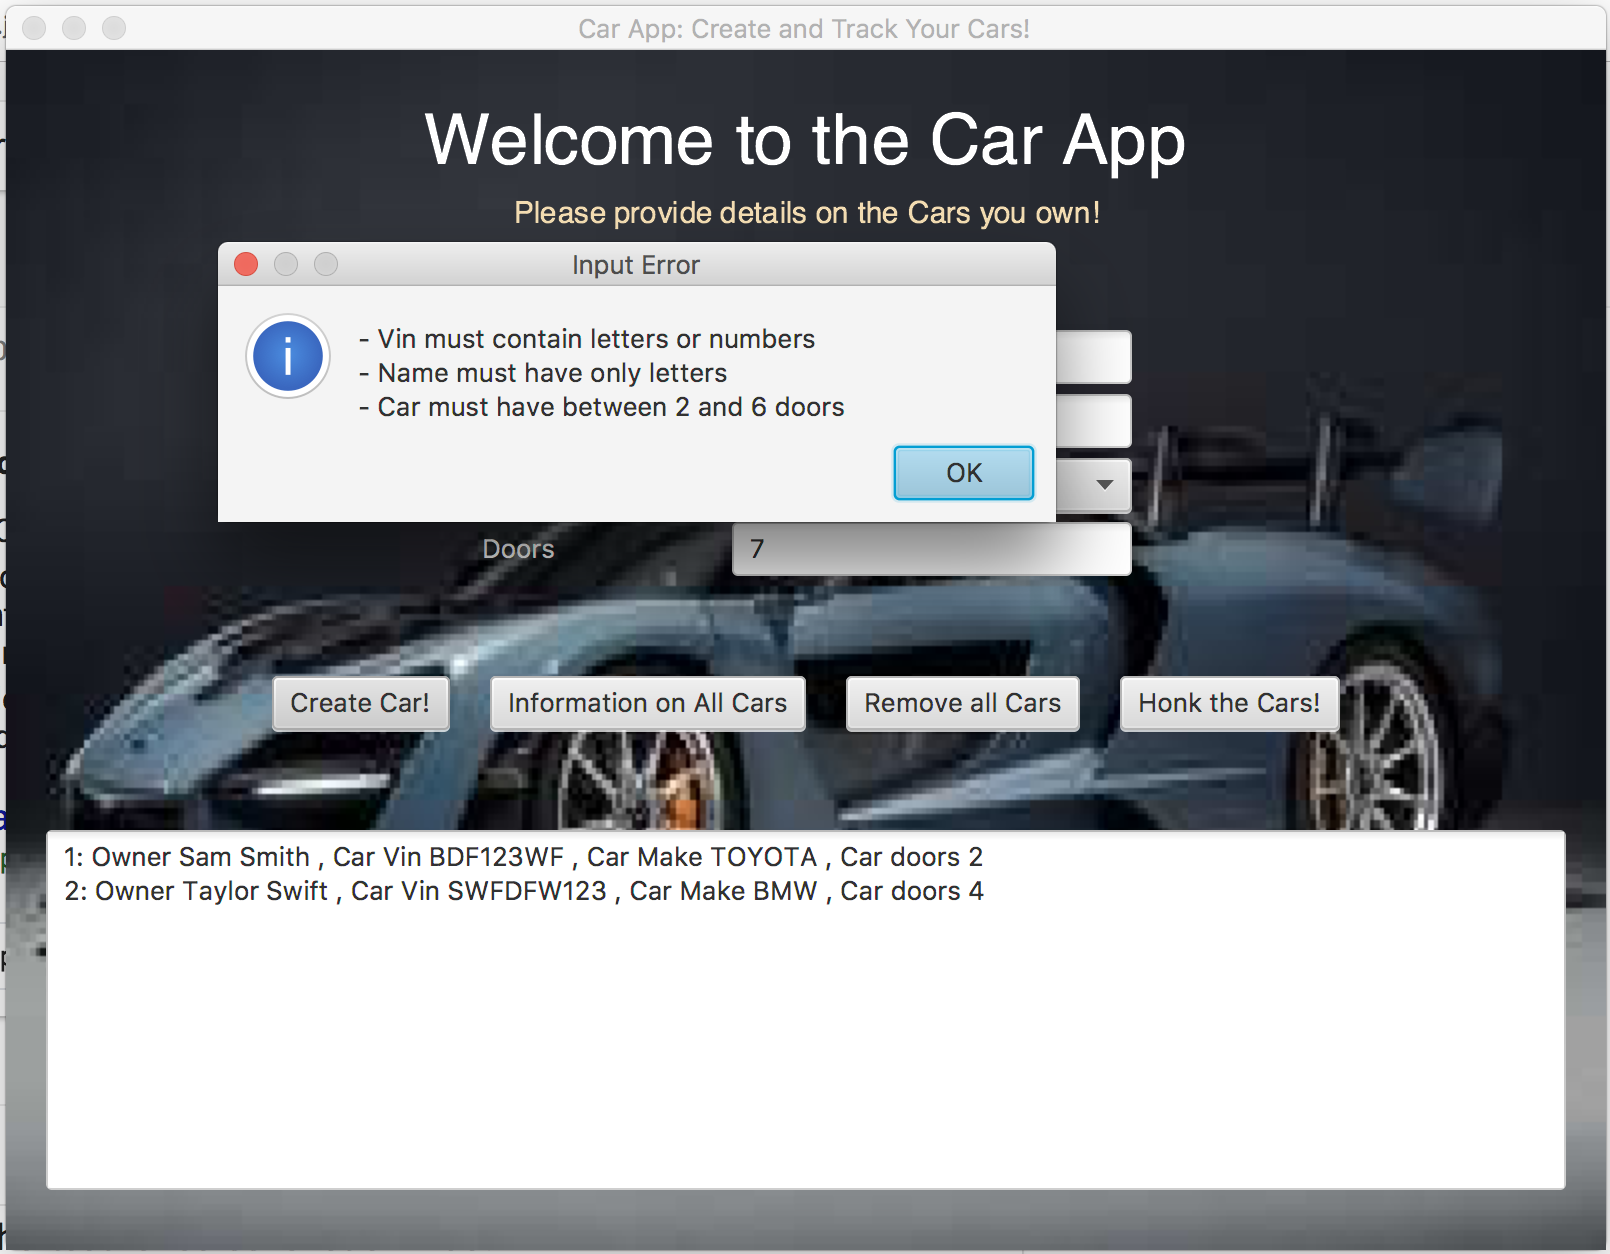 Car App: Create and Track Your Cars!
Welcome to the Car App
Please provide details on the Cars you own!
Input Error
- Vin must contain letters or numbers
- Name must have only letters
- Car must have between 2 and 6 doors
OK
Doors 7
Create Car! Information on All Cars Remove all Cars Honk the Cars!
1: Owner Sam Smith , Car Vin BDF123WF , Car Make TOYOTA , Car doors 2
2: Owner Taylor Swift , Car Vin SWFDFW123 , Car Make BMW , Car doors 4